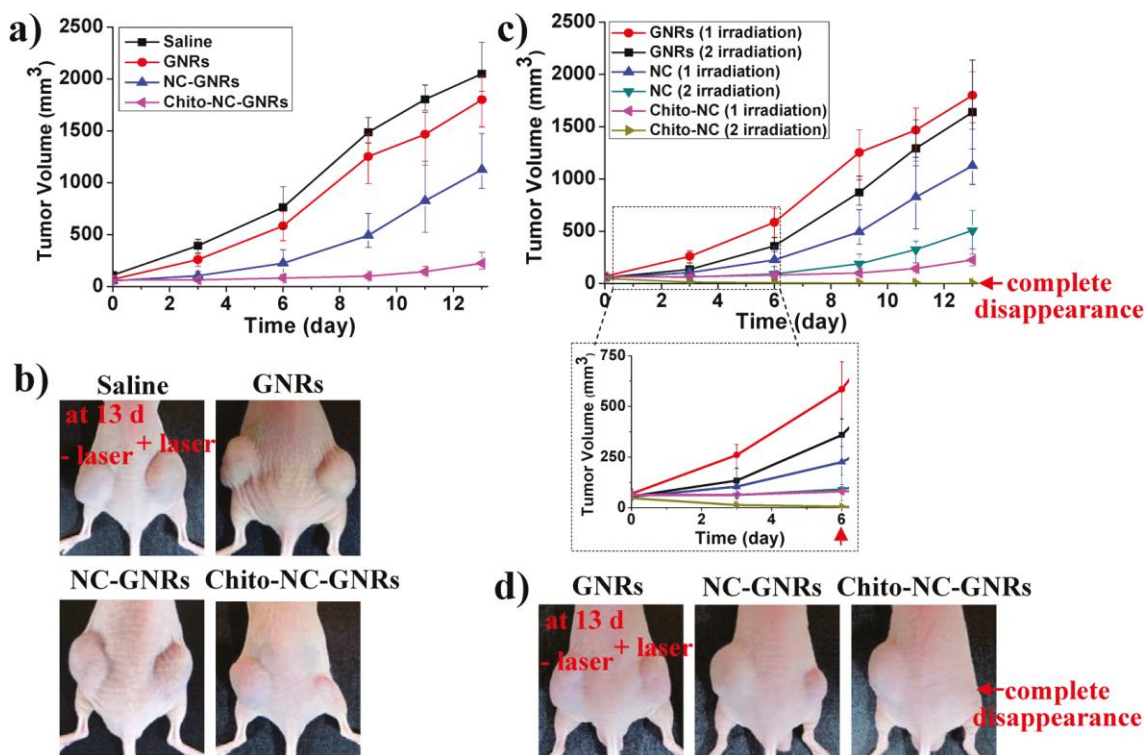 a)
2500
2000
1500
1000
500
0
Tumor Volume (mm³)
Saline
GNRs
NC-GNRs
Chito-NC-GNRs
0 2 4 6 8 10 12
Time (day)
c)
2500
2000
1500
1000
500
0
Tumor Volume (mm³)
GNRs (1 irradiation)
GNRs (2 irradiation)
NC (1 irradiation)
NC (2 irradiation)
Chito-NC (1 irradiation)
Chito-NC (2 irradiation)
complete
disappearance
0 2 4 6 8 10 12
Time (day)
750
500
250
0
Tumor Volume (mm³)
0 2 4 6
Time (day)
b)
Saline GNRs
at 13 d
- laser + laser
NC-GNRs Chito-NC-GNRs
d)
GNRs NC-GNRs Chito-NC-GNRs
at 13 d
- laser + laser
complete
disappearance